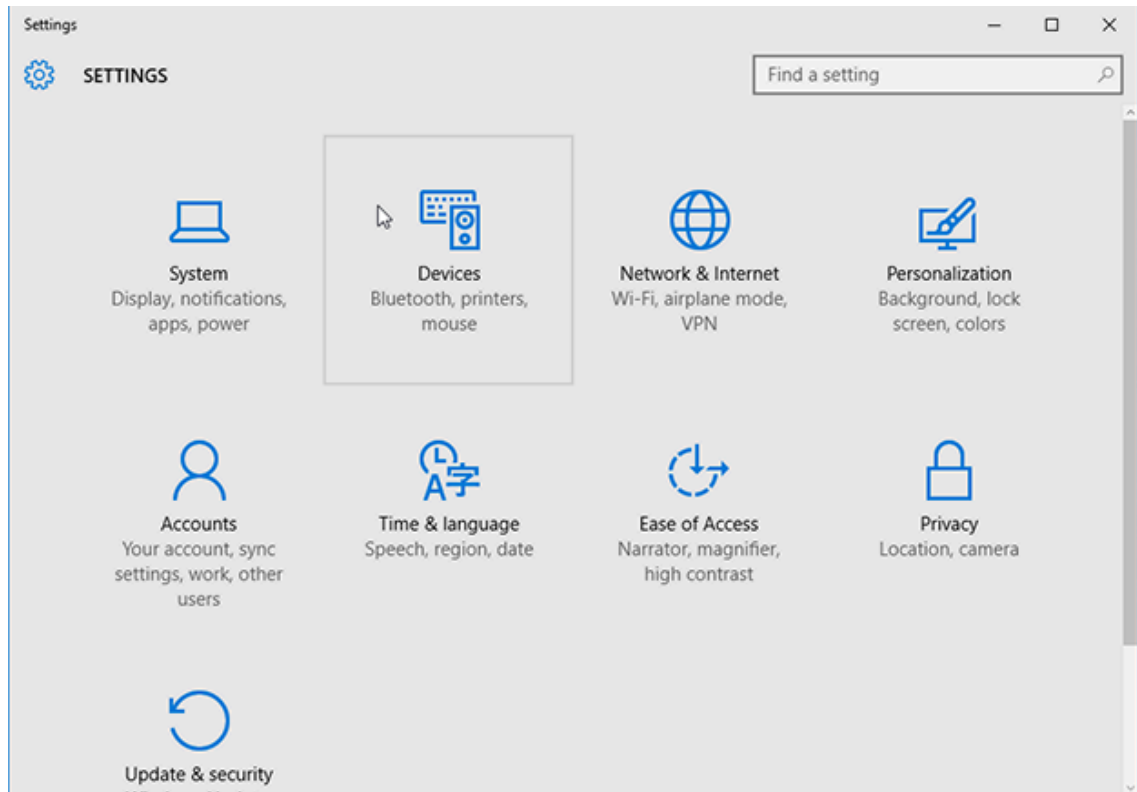 Settings
SETTINGS
Find a setting
System
Display, notifications,
apps, power
Devices
Bluetooth, printers,
mouse
Network & Internet
Wi-Fi, airplane mode,
VPN
Personalization
Background, lock
screen, colors
Accounts
Your account, sync
settings, work, other
users
Time & language
Speech, region, date
Ease of Access
Narrator, magnifier,
high contrast
Privacy
Location, camera
Update & security